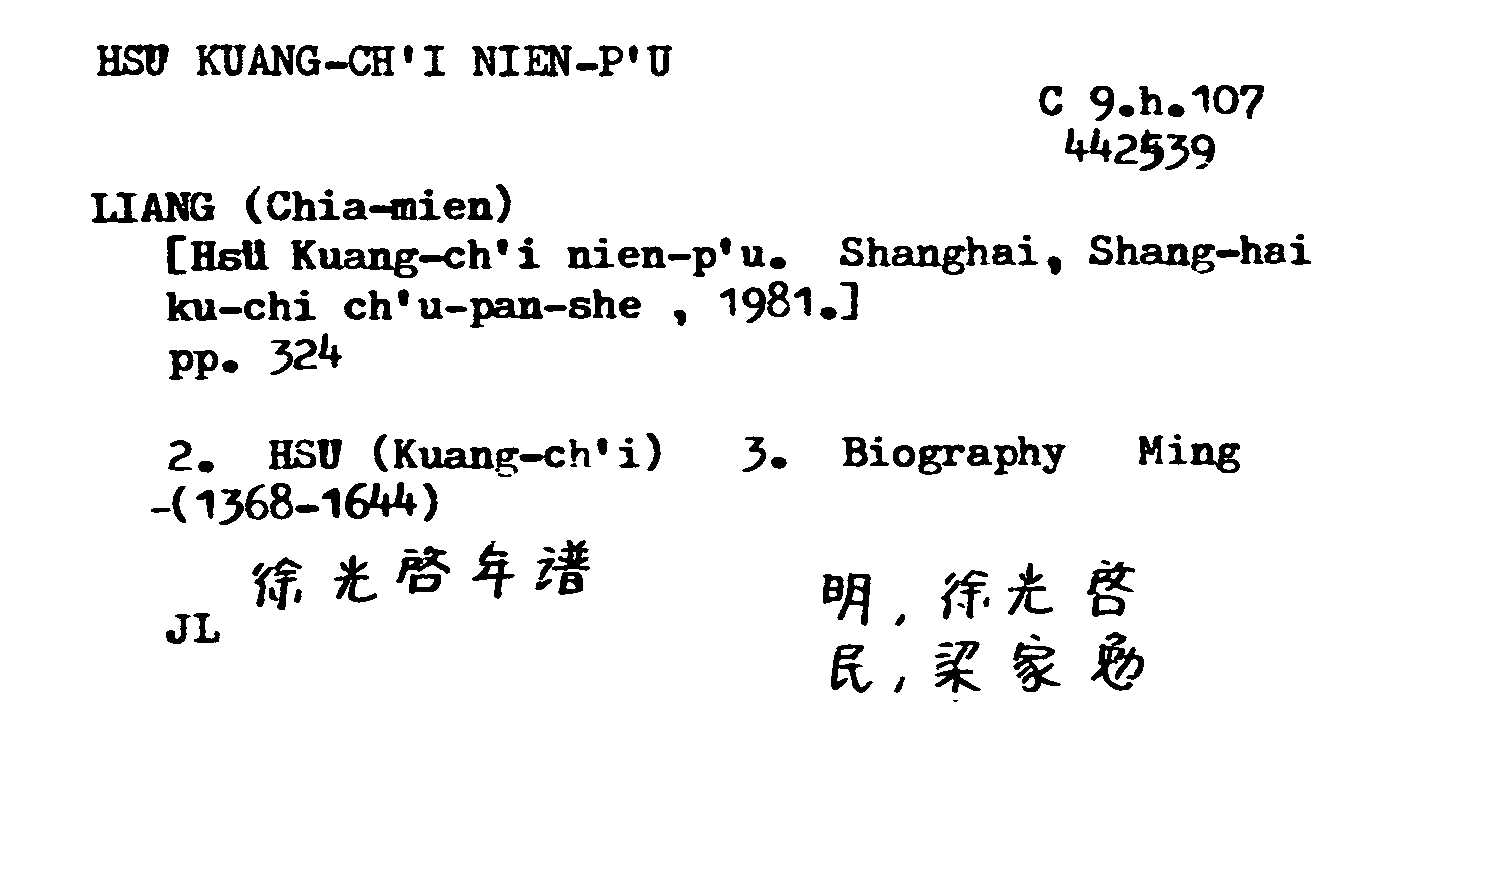 HSU KUANG-CH'I NIEN-P'U
C 9.h.107
442539
LIANG (Chia-mien)
[Hsü Kuang-ch'i nien-p'u. Shanghai, Shang-hai
ku-chi ch'u-pan-she , 1981.]
pp. 324
2. HSU (Kuang-ch'i) 3. Biography Ming
-(1368-1644)
徐光啓年谱
明, 徐光啓
JL
民, 梁家勉